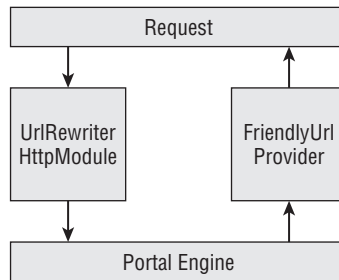 Request
UrlRewriter
HttpModule
FriendlyUrl
Provider
Portal Engine